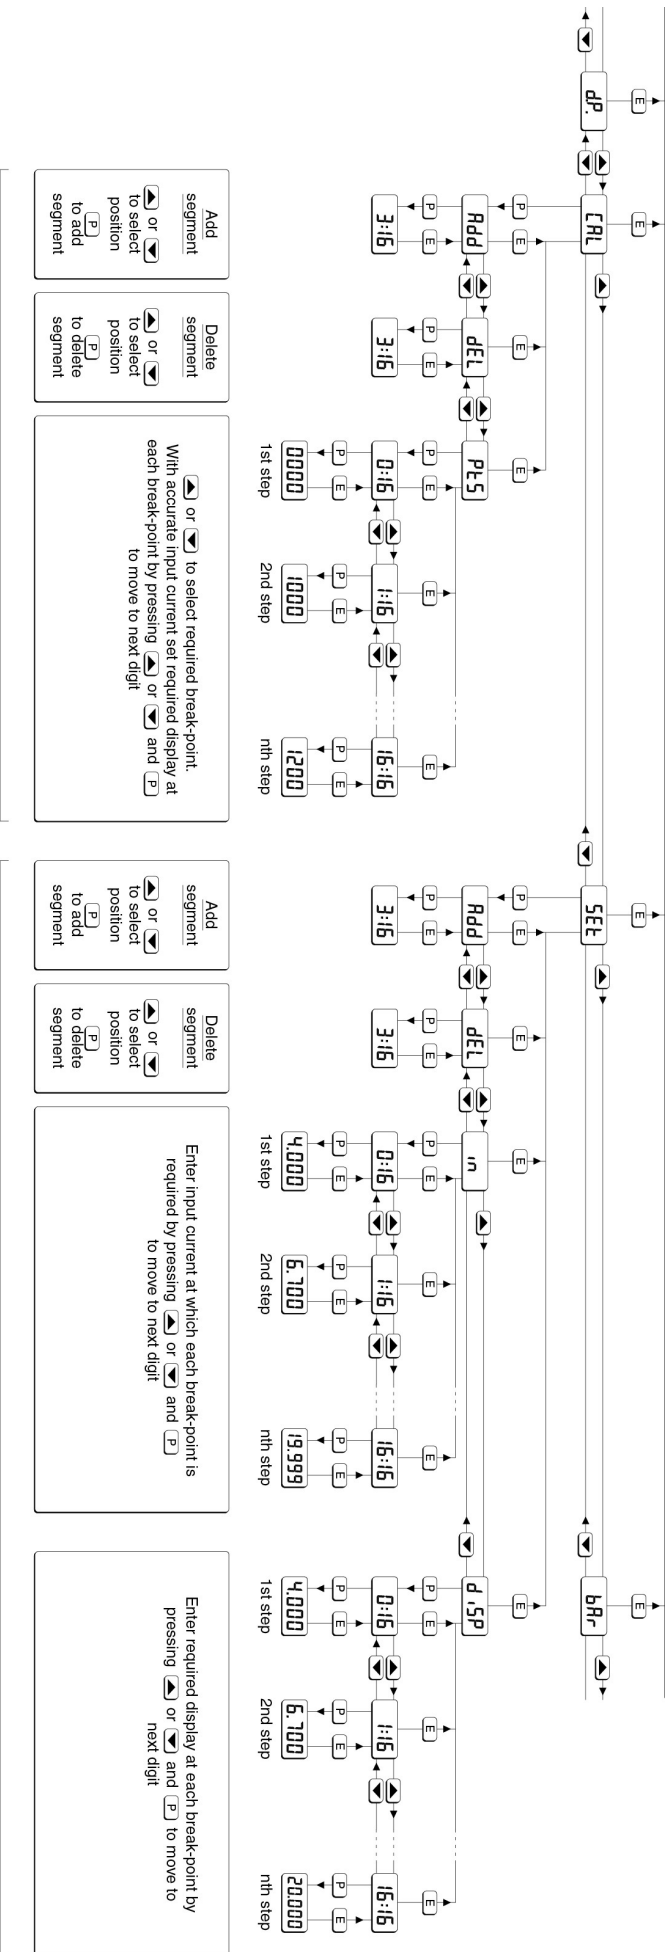 E E E E
▼ d.P. ▲ ▼ CAL ▲ ▼ SEt ▲ ▼ bAr ▲
P E E E P E E E E
Add ▲ ▼ dEL ▲ ▼ PtS Add ▲ ▼ dEL ▲ ▼ in ▲ ▼ diSP
P E P E P E E E P E P E P E E E P E E E
3:16 3:16 0:16 ▲ ▼ 1:16 ▲ ▼ 16:16 3:16 3:16 0:16 ▲ ▼ 1:16 ▲ ▼ 16:16 0:16 ▲ ▼ 1:16 ▲ ▼ 16:16
P E P E P E P E P E P E P E P E P E
0000 1000 1200 4.000 6.700 19.999 4.000 6.700 20.000
1st step 2nd step nth step 1st step 2nd step nth step 1st step 2nd step nth step
Add
segment
▲ or ▼
to select
position
P
to add
segment
Delete
segment
▲ or ▼
to select
position
P
to delete
segment
▲ or ▼ to select required break-point.
With accurate input current set required display at
each break-point by pressing ▲ or ▼ and P
to move to next digit
Add
segment
▲ or ▼
to select
position
P
to add
segment
Delete
segment
▲ or ▼
to select
position
P
to delete
segment
Enter input current at which each break-point is
required by pressing ▲ or ▼ and P
to move to next digit
Enter required display at each break-point by
pressing ▲ or ▼ and P to move to
next digit